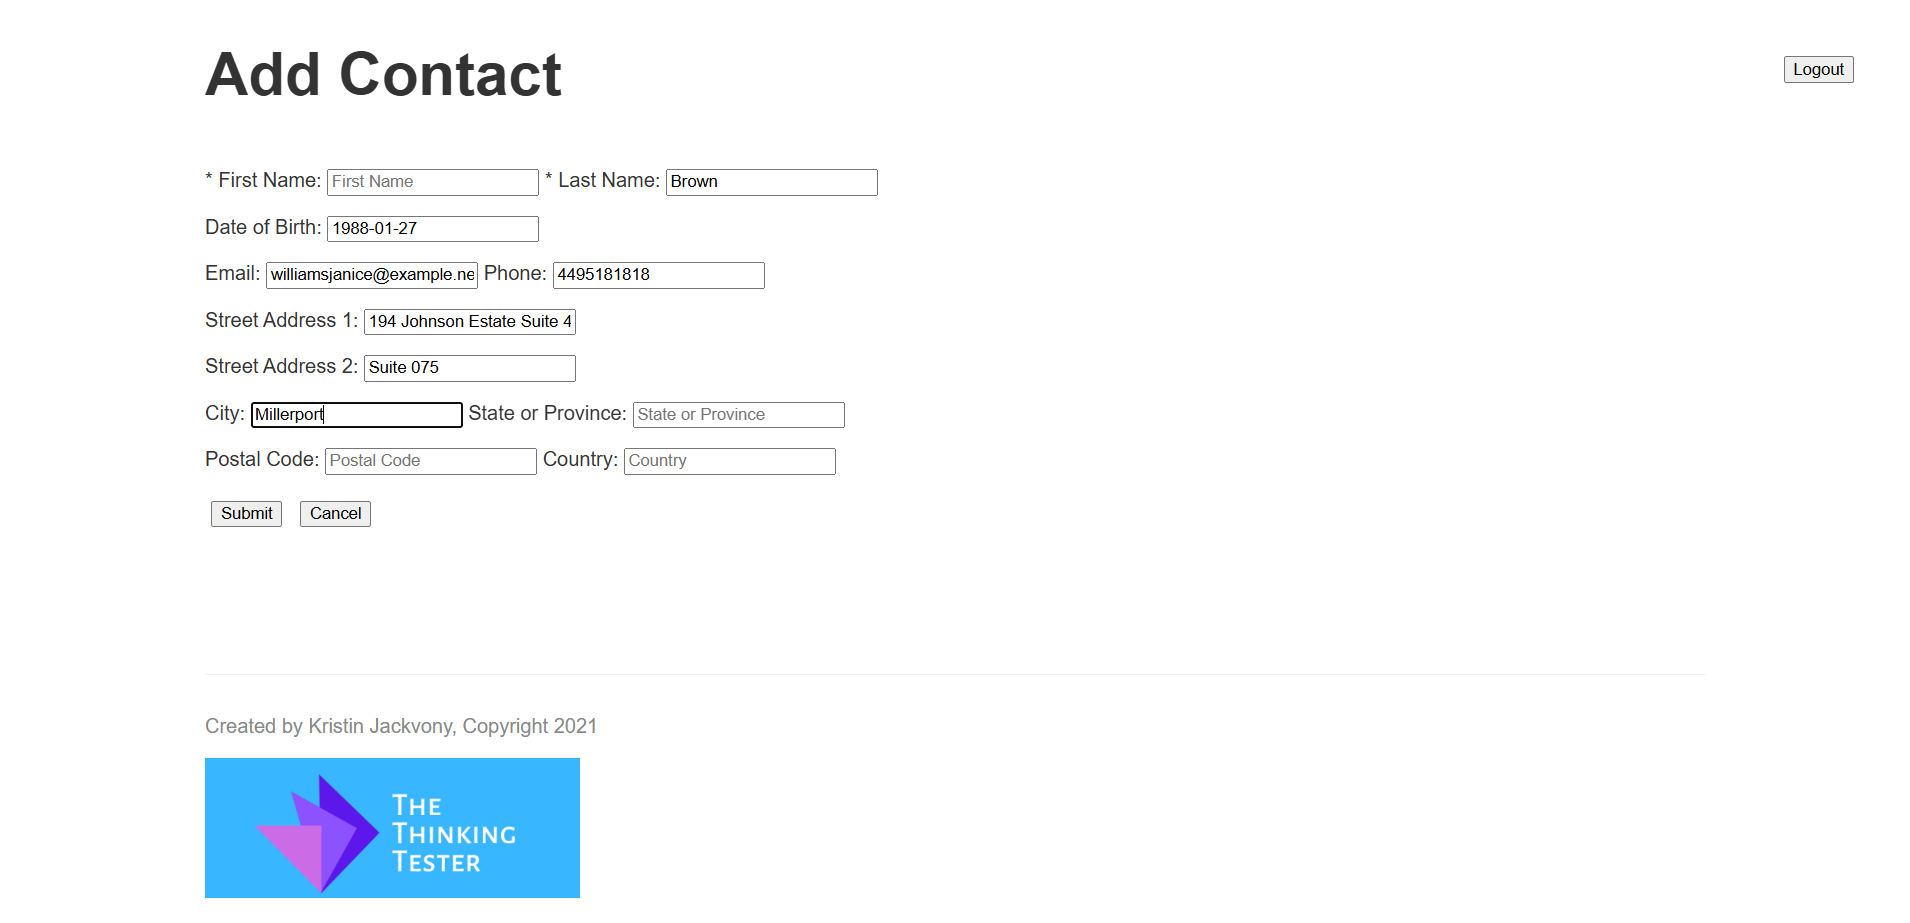 Add Contact
Logout
* First Name: First Name * Last Name: Brown
Date of Birth: 1988-01-27
Email: williamsjanice@example.ne Phone: 4495181818
Street Address 1: 194 Johnson Estate Suite 4
Street Address 2: Suite 075
City: Millerport State or Province: State or Province
Postal Code: Postal Code Country: Country
Submit Cancel
Created by Kristin Jackvony, Copyright 2021
THE
THINKING
TESTER